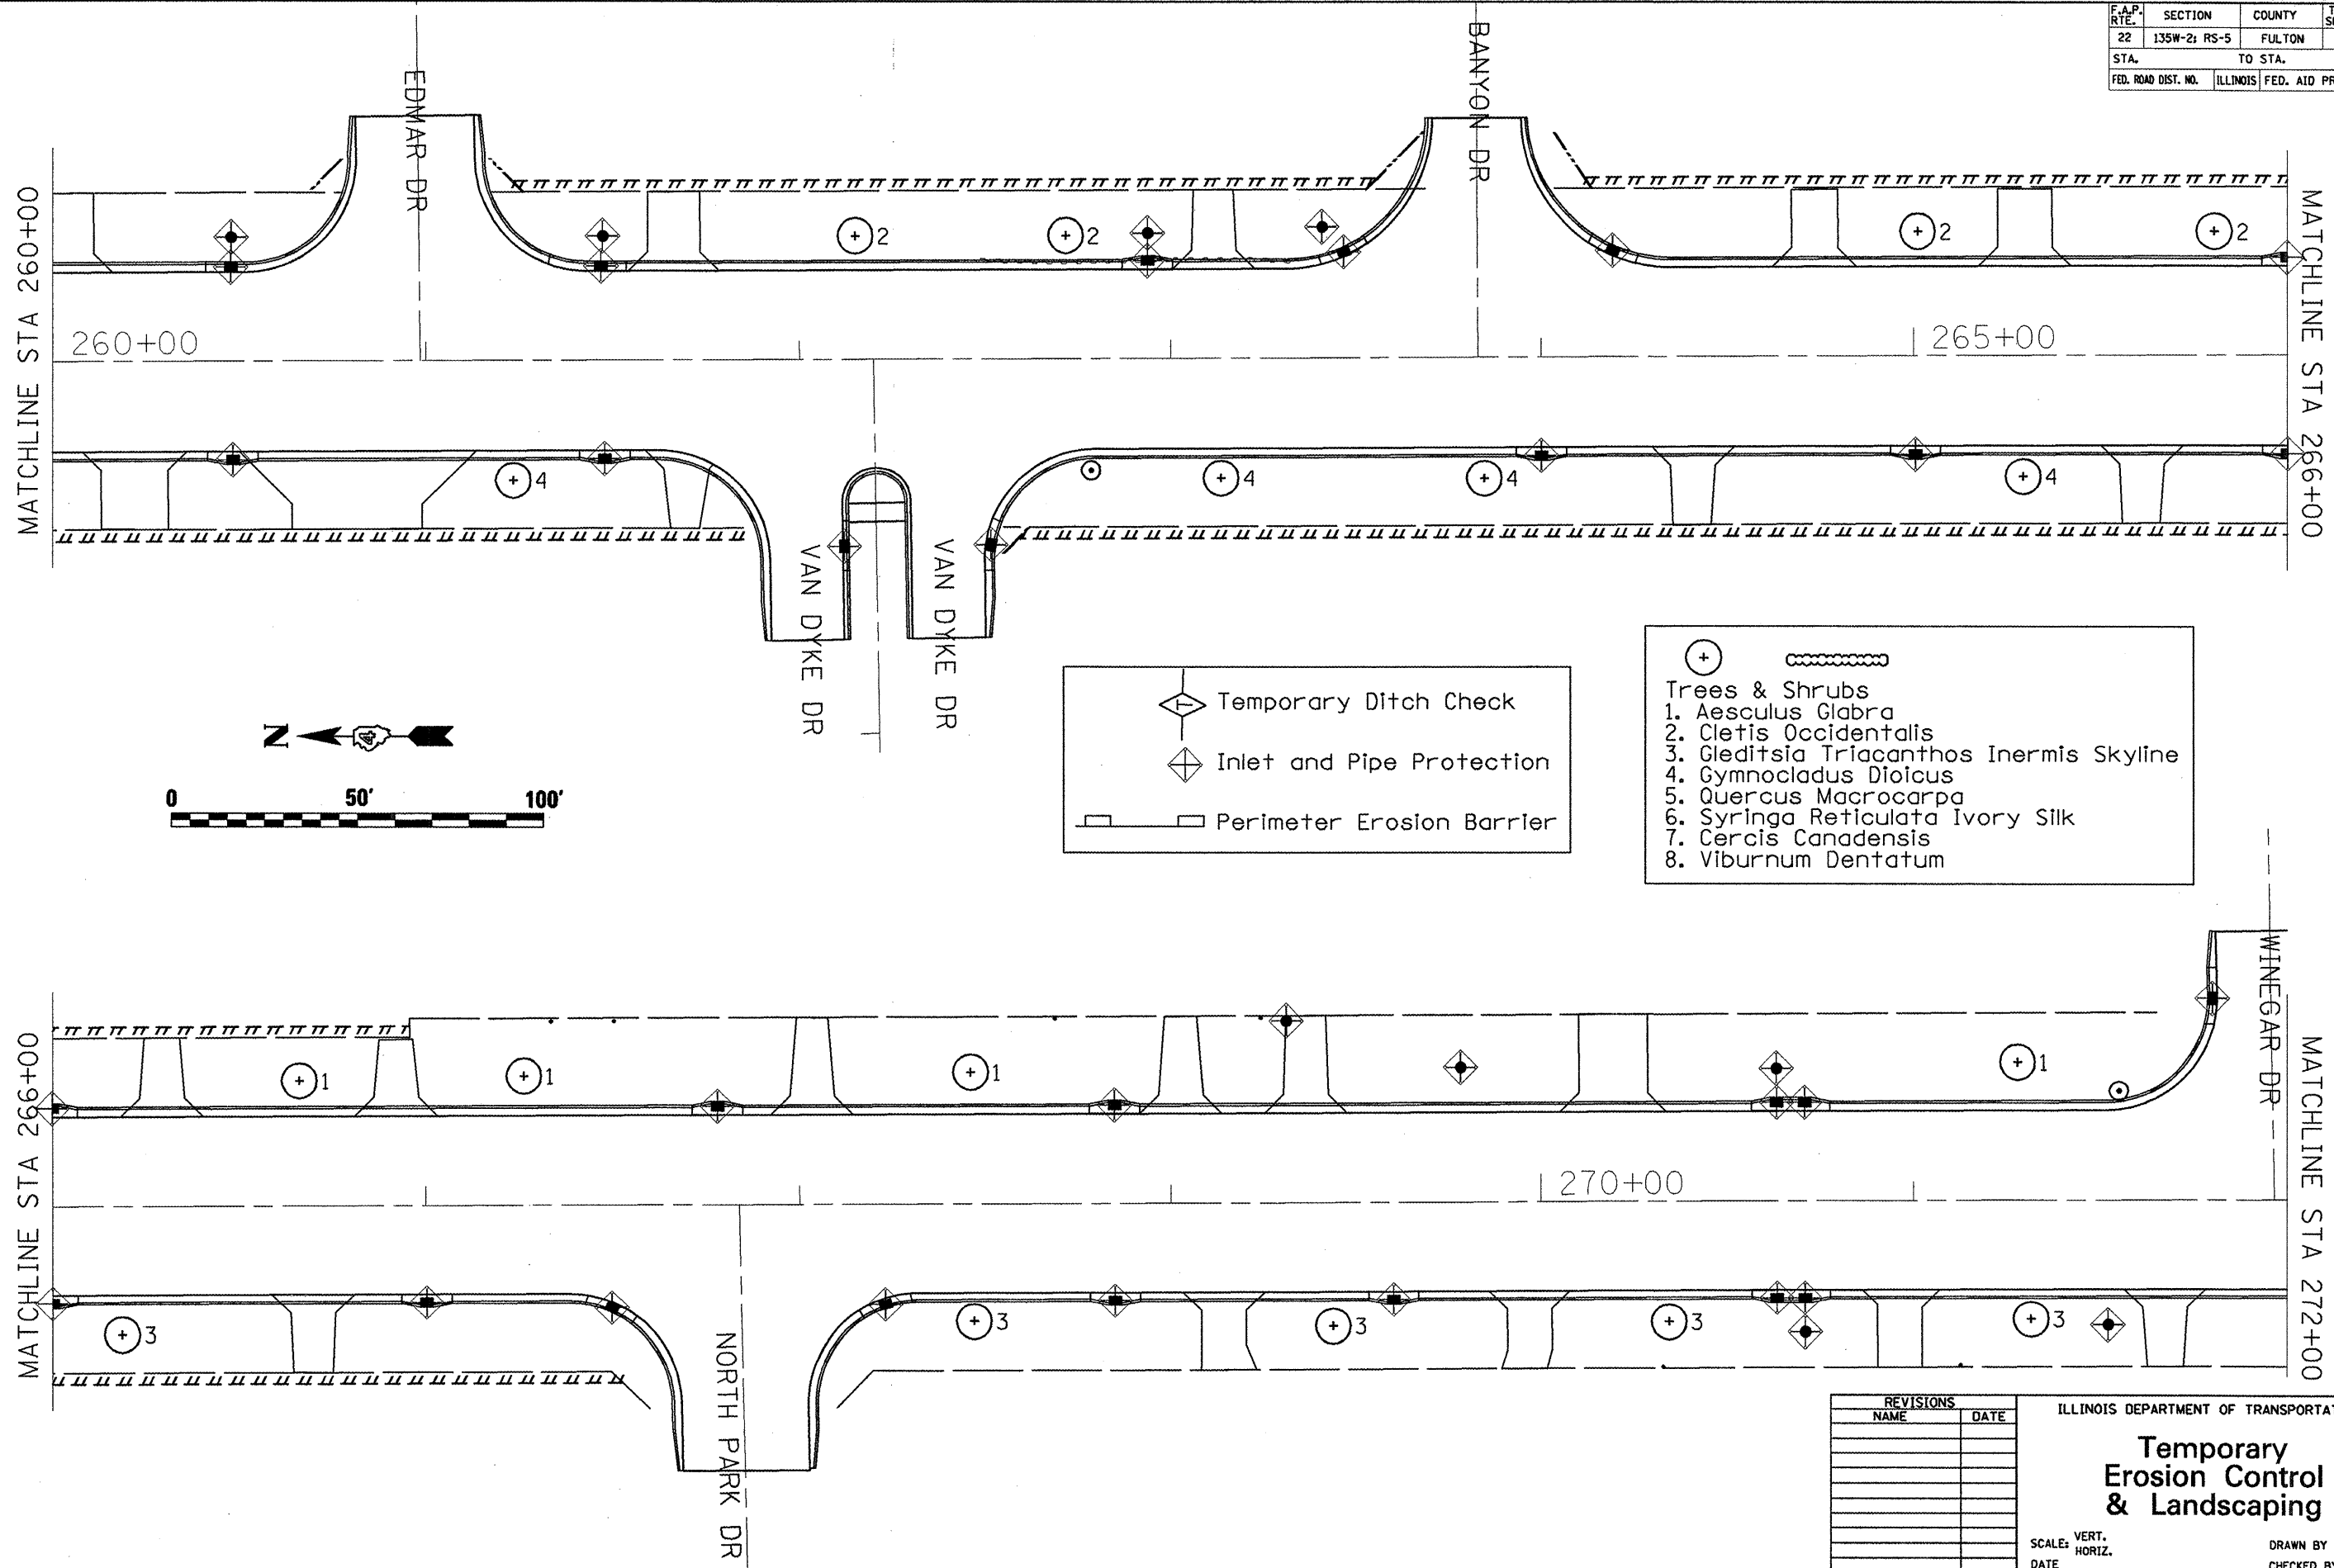 F.A.P. RTE. SECTION COUNTY
22 135W-2; RS-5 FULTON
STA. TO STA.
FED. ROAD DIST. NO. ILLINOIS FED. AID
EDMAR DR
BANYON DR
MATCHLINE STA 260+00
260+00
265+00
MATCHLINE STA 266+00
2
2
2
2
4
4
4
4
VAN DYKE DR
VAN DYKE DR
N
4
0 50' 100'
T Temporary Ditch Check
Inlet and Pipe Protection
Perimeter Erosion Barrier
Trees & Shrubs
1. Aesculus Glabra
2. Cletis Occidentalis
3. Gleditsia Triacanthos Inermis Skyline
4. Gymnocladus Dioicus
5. Quercus Macrocarpa
6. Syringa Reticulata Ivory Silk
7. Cercis Canadensis
8. Viburnum Dentatum
WINEGAR DR
MATCHLINE STA 266+00
1
1
1
1
270+00
MATCHLINE STA 272+00
3
3
3
3
3
NORTH PARK DR
REVISIONS
NAME DATE
ILLINOIS DEPARTMENT OF
Temporary
Erosion Control
& Landscaping
SCALE: VERT.
HORIZ.
DATE
DRAWN BY
CHECKED